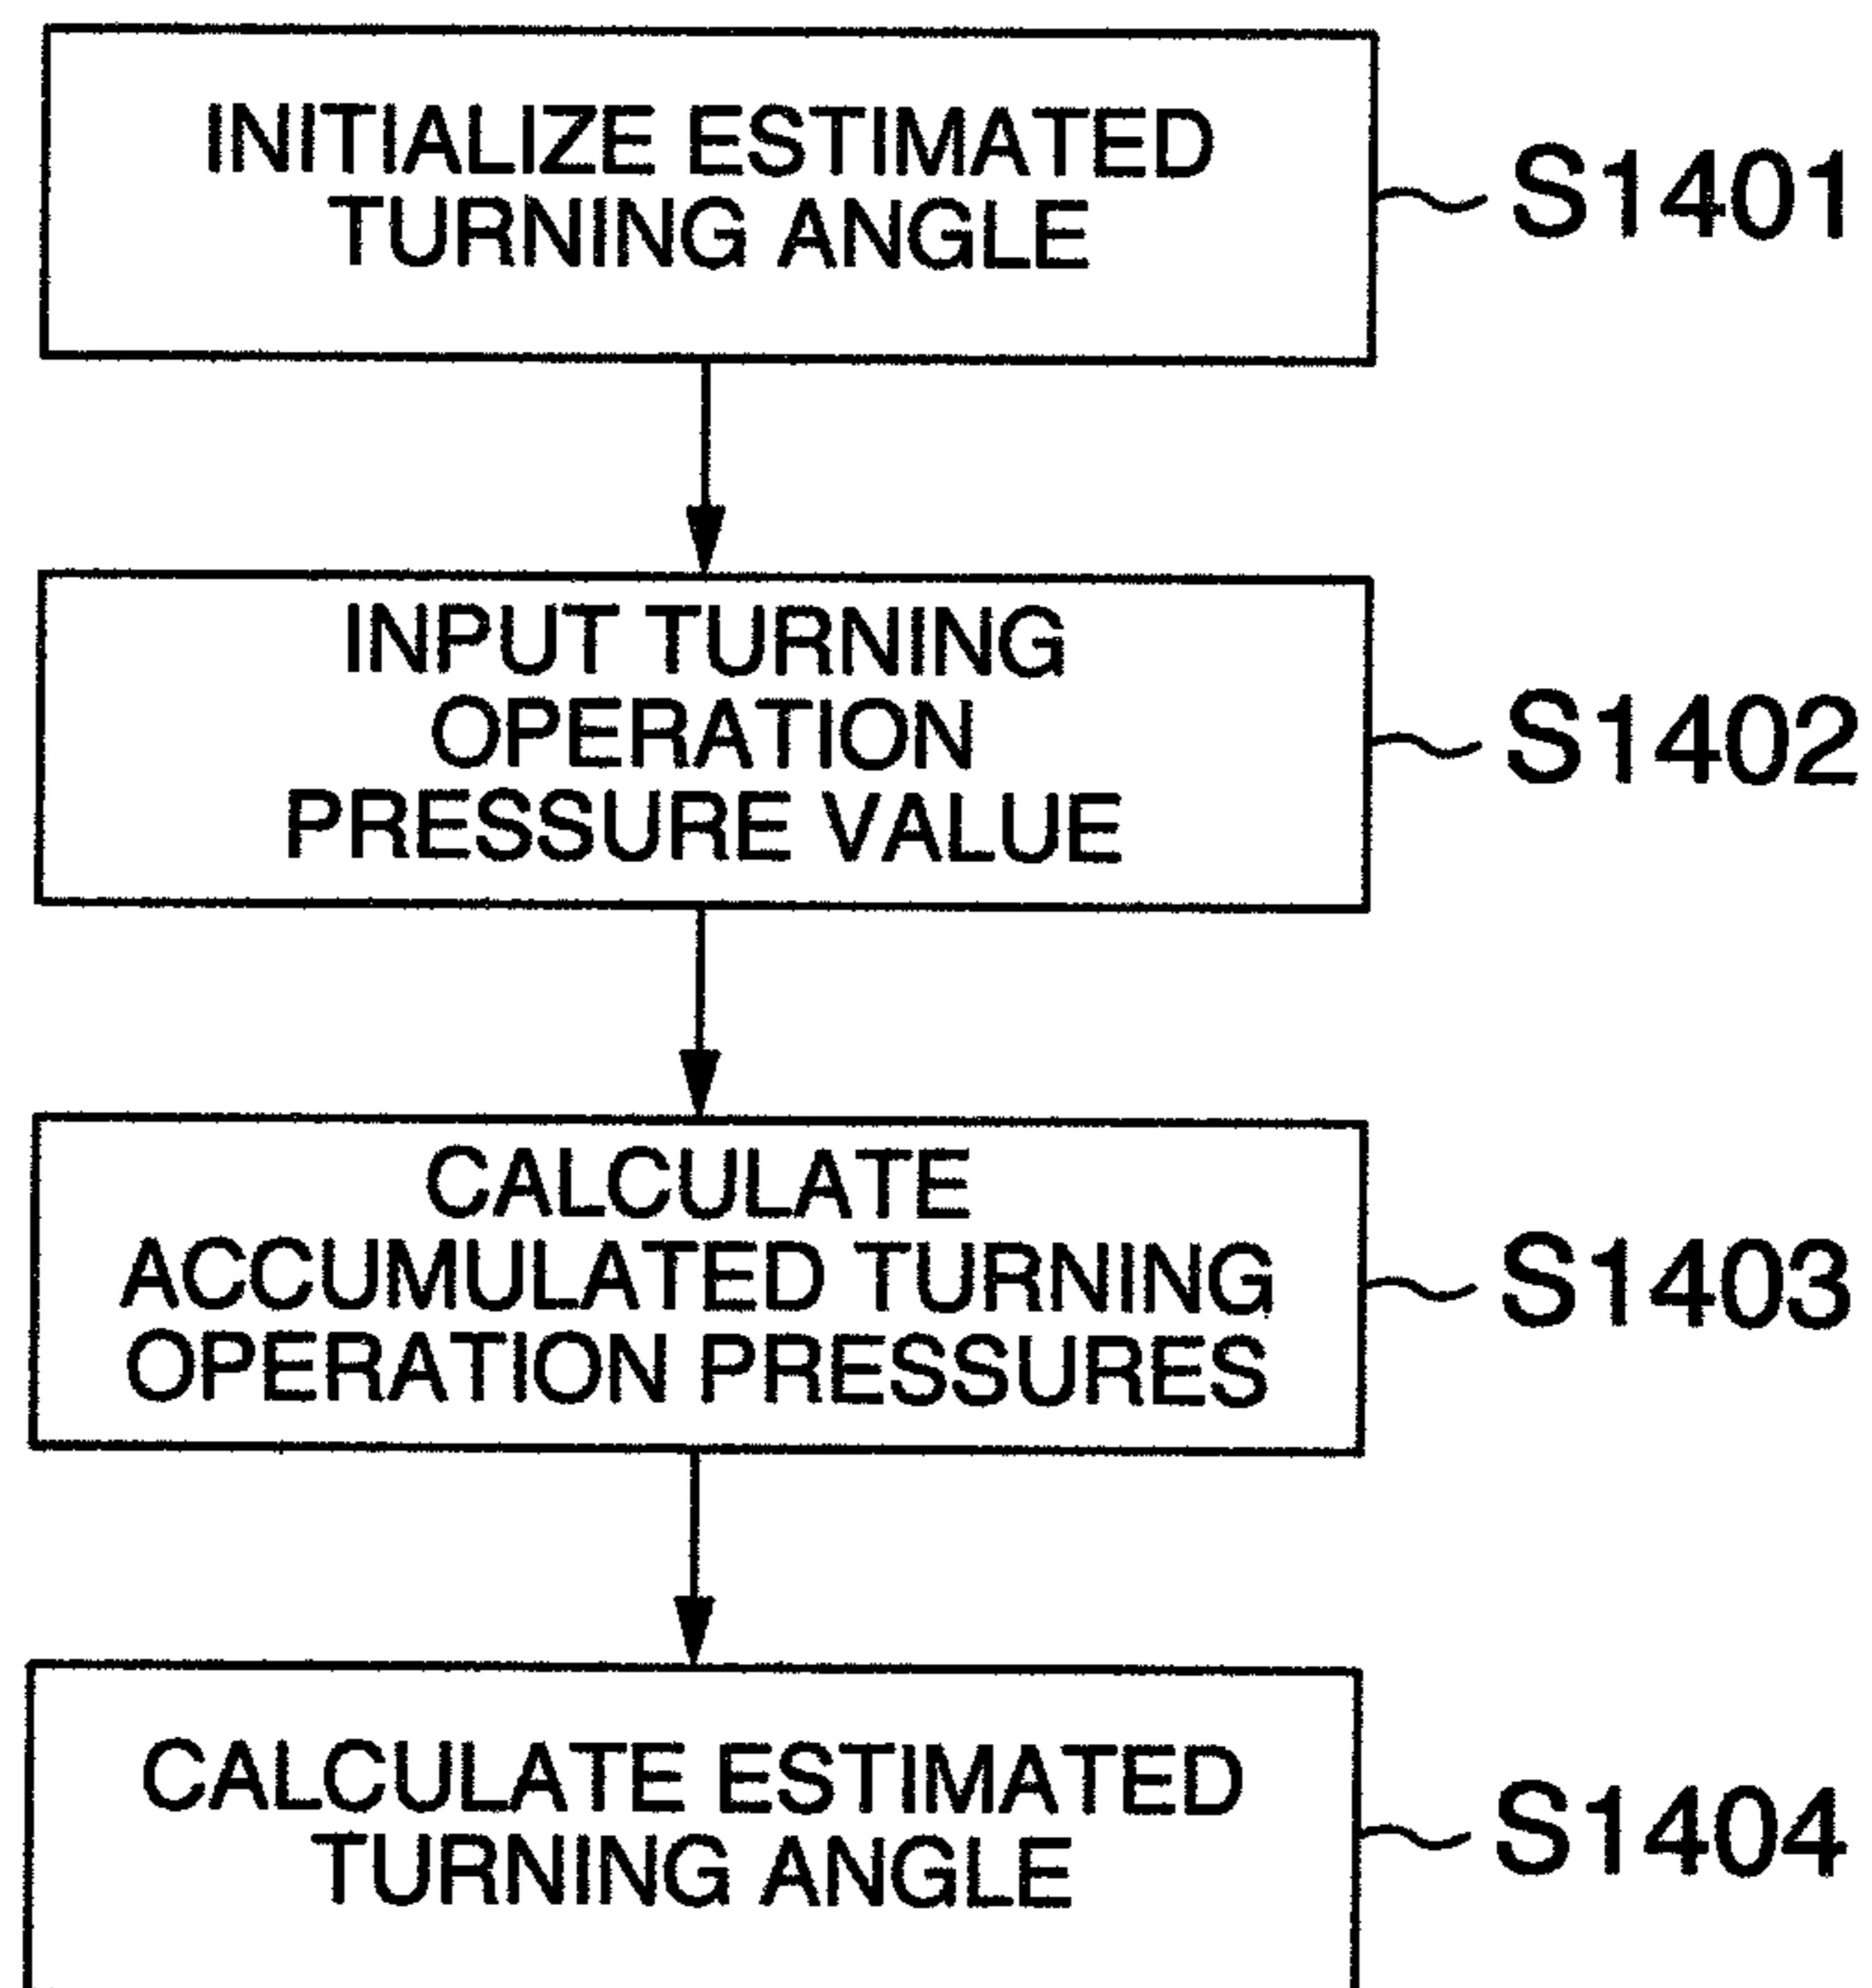 INITIALIZE ESTIMATED
TURNING ANGLE
S1401
INPUT TURNING
OPERATION
PRESSURE VALUE
S1402
CALCULATE
ACCUMULATED TURNING
OPERATION PRESSURES
S1403
CALCULATE ESTIMATED
TURNING ANGLE
S1404